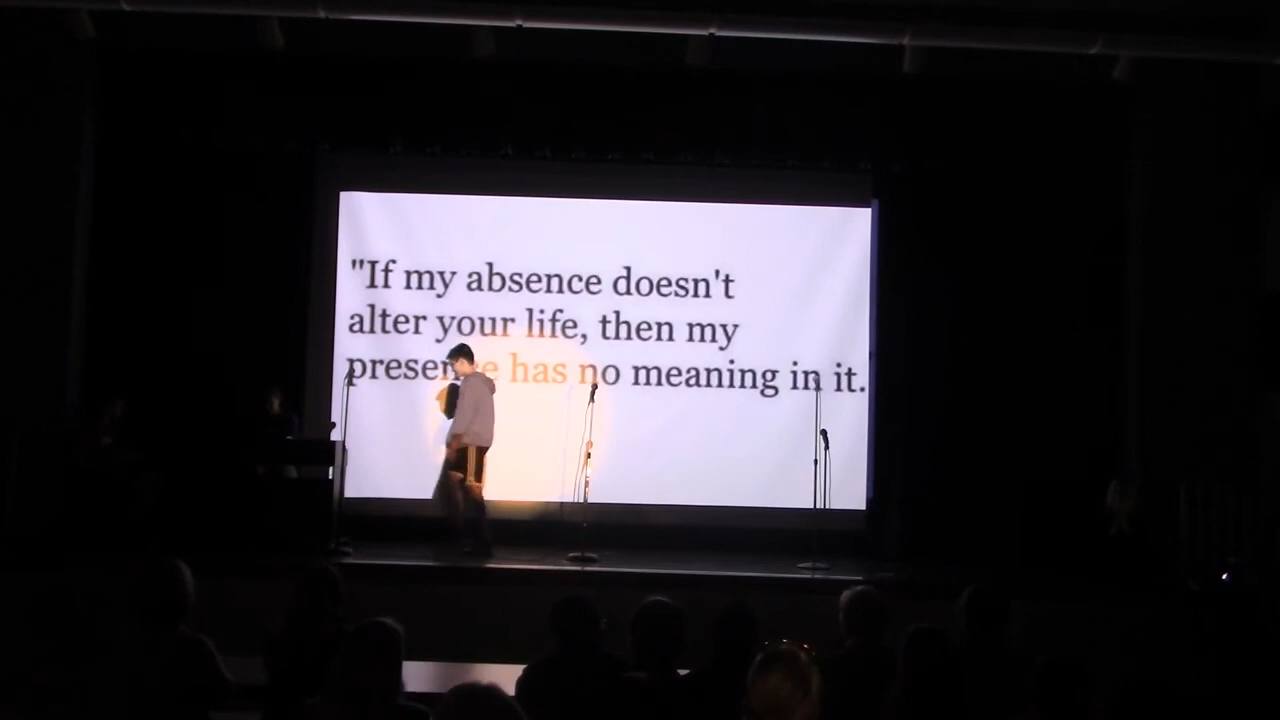 "If my absence doesn't
alter your life, then my
presence has no meaning in it.